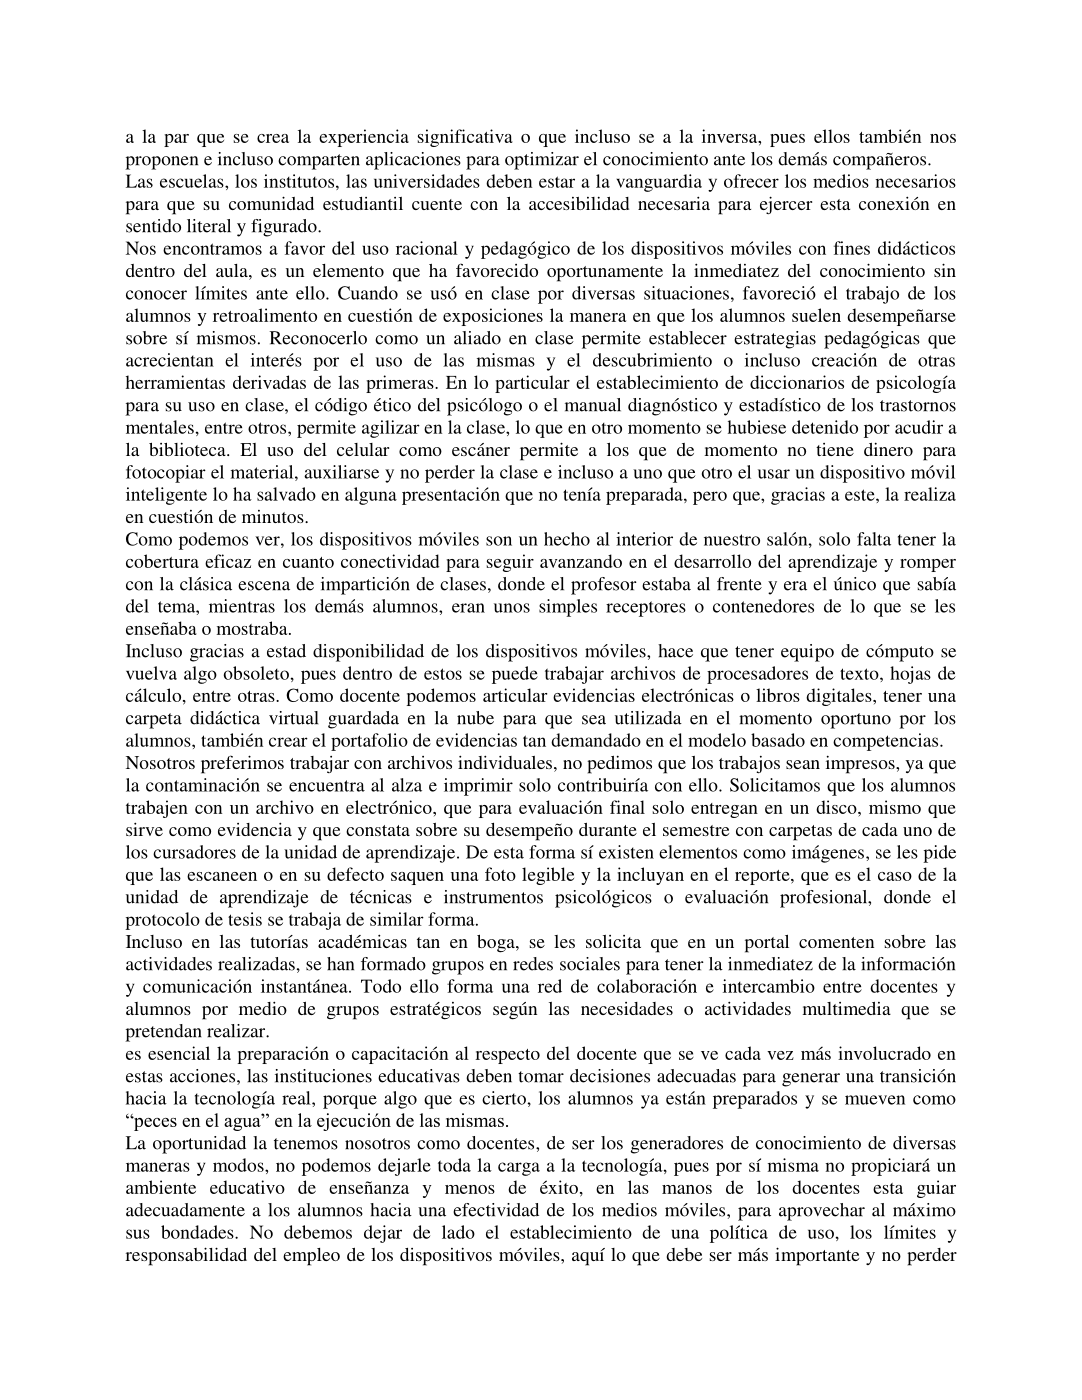 a la par que se crea la experiencia significativa o que incluso se a la inversa, pues ellos también nos
proponen e incluso comparten aplicaciones para optimizar el conocimiento ante los demás compañeros.
Las escuelas, los institutos, las universidades deben estar a la vanguardia y ofrecer los medios necesarios
para que su comunidad estudiantil cuente con la accesibilidad necesaria para ejercer esta conexión en
sentido literal y figurado.
Nos encontramos a favor del uso racional y pedagógico de los dispositivos móviles con fines didácticos
dentro del aula, es un elemento que ha favorecido oportunamente la inmediatez del conocimiento sin
conocer límites ante ello. Cuando se usó en clase por diversas situaciones, favoreció el trabajo de los
alumnos y retroalimento en cuestión de exposiciones la manera en que los alumnos suelen desempeñarse
sobre sí mismos. Reconocerlo como un aliado en clase permite establecer estrategias pedagógicas que
acrecientan el interés por el uso de las mismas y el descubrimiento o incluso creación de otras
herramientas derivadas de las primeras. En lo particular el establecimiento de diccionarios de psicología
para su uso en clase, el código ético del psicólogo o el manual diagnóstico y estadístico de los trastornos
mentales, entre otros, permite agilizar en la clase, lo que en otro momento se hubiese detenido por acudir a
la biblioteca. El uso del celular como escáner permite a los que de momento no tiene dinero para
fotocopiar el material, auxiliarse y no perder la clase e incluso a uno que otro el usar un dispositivo móvil
inteligente lo ha salvado en alguna presentación que no tenía preparada, pero que, gracias a este, la realiza
en cuestión de minutos.
Como podemos ver, los dispositivos móviles son un hecho al interior de nuestro salón, solo falta tener la
cobertura eficaz en cuanto conectividad para seguir avanzando en el desarrollo del aprendizaje y romper
con la clásica escena de impartición de clases, donde el profesor estaba al frente y era el único que sabía
del tema, mientras los demás alumnos, eran unos simples receptores o contenedores de lo que se les
enseñaba o mostraba.
Incluso gracias a estad disponibilidad de los dispositivos móviles, hace que tener equipo de cómputo se
vuelva algo obsoleto, pues dentro de estos se puede trabajar archivos de procesadores de texto, hojas de
cálculo, entre otras. Como docente podemos articular evidencias electrónicas o libros digitales, tener una
carpeta didáctica virtual guardada en la nube para que sea utilizada en el momento oportuno por los
alumnos, también crear el portafolio de evidencias tan demandado en el modelo basado en competencias.
Nosotros preferimos trabajar con archivos individuales, no pedimos que los trabajos sean impresos, ya que
la contaminación se encuentra al alza e imprimir solo contribuiría con ello. Solicitamos que los alumnos
trabajen con un archivo en electrónico, que para evaluación final solo entregan en un disco, mismo que
sirve como evidencia y que constata sobre su desempeño durante el semestre con carpetas de cada uno de
los cursadores de la unidad de aprendizaje. De esta forma sí existen elementos como imágenes, se les pide
que las escaneen o en su defecto saquen una foto legible y la incluyan en el reporte, que es el caso de la
unidad de aprendizaje de técnicas e instrumentos psicológicos o evaluación profesional, donde el
protocolo de tesis se trabaja de similar forma.
Incluso en las tutorías académicas tan en boga, se les solicita que en un portal comenten sobre las
actividades realizadas, se han formado grupos en redes sociales para tener la inmediatez de la información
y comunicación instantánea. Todo ello forma una red de colaboración e intercambio entre docentes y
alumnos por medio de grupos estratégicos según las necesidades o actividades multimedia que se
pretendan realizar.
es esencial la preparación o capacitación al respecto del docente que se ve cada vez más involucrado en
estas acciones, las instituciones educativas deben tomar decisiones adecuadas para generar una transición
hacia la tecnología real, porque algo que es cierto, los alumnos ya están preparados y se mueven como
“peces en el agua” en la ejecución de las mismas.
La oportunidad la tenemos nosotros como docentes, de ser los generadores de conocimiento de diversas
maneras y modos, no podemos dejarle toda la carga a la tecnología, pues por sí misma no propiciará un
ambiente educativo de enseñanza y menos de éxito, en las manos de los docentes esta guiar
adecuadamente a los alumnos hacia una efectividad de los medios móviles, para aprovechar al máximo
sus bondades. No debemos dejar de lado el establecimiento de una política de uso, los límites y
responsabilidad del empleo de los dispositivos móviles, aquí lo que debe ser más importante y no perder